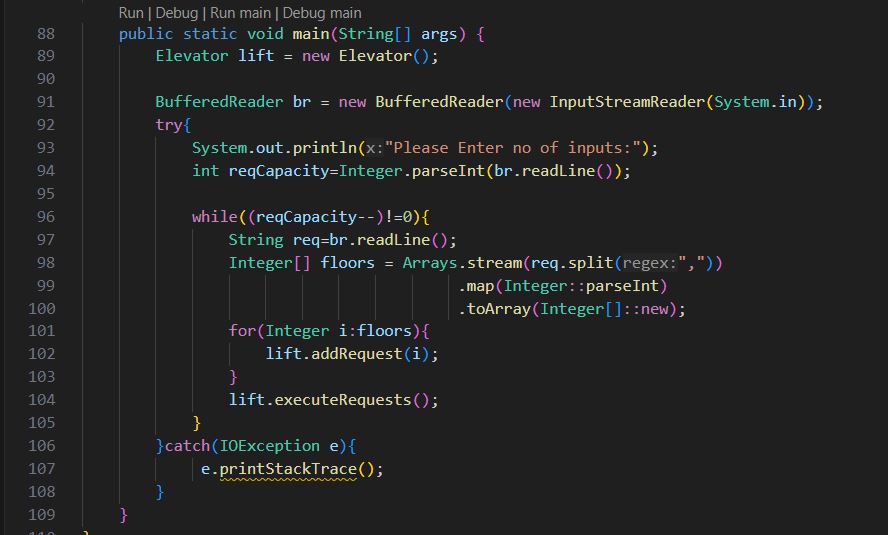 Run | Debug | Run main | Debug main
88 public static void main(String[] args) {
89 Elevator lift = new Elevator();
90
91 BufferedReader br = new BufferedReader(new InputStreamReader(System.in));
92 try{
93 System.out.println(x:"Please Enter no of inputs:");
94 int reqCapacity=Integer.parseInt(br.readLine());
95
96 while((reqCapacity--)!=0){
97 String req=br.readLine();
98 Integer[] floors = Arrays.stream(req.split(regex:","))
99 .map(Integer::parseInt)
100 .toArray(Integer[]::new);
101 for(Integer i:floors){
102 lift.addRequest(i);
103 }
104 lift.executeRequests();
105 }
106 }catch(IOException e){
107 e.printStackTrace();
108 }
109 }
110 }